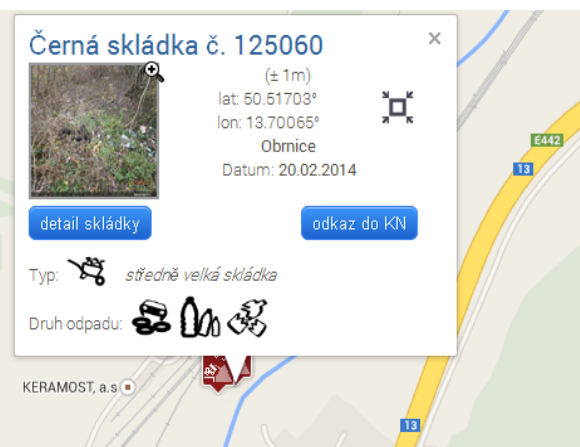 Černá skládka č. 125060
×
(± 1m)
lat: 50.51703°
lon: 13.70065°
Obrnice
Datum: 20.02.2014
detail skládky
odkaz do KN
Typ:
středně velká skládka
Druh odpadu:
E442
13
KERAMOST, a.s
13